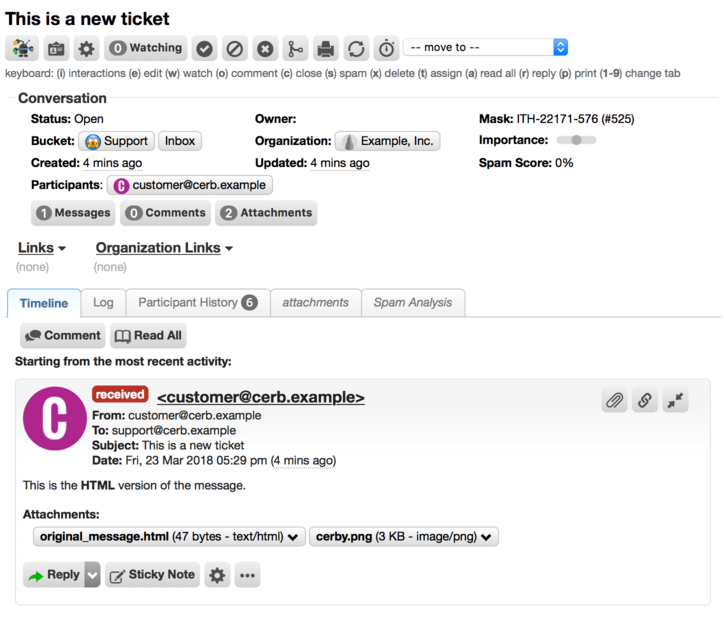 This is a new ticket
0 Watching -- move to --
keyboard: (i) interactions (e) edit (w) watch (o) comment (c) close (s) spam (x) delete (t) assign (a) read all (r) reply (p) print (1-9) change tab
Conversation
Status: Open Owner: Mask: ITH-22171-576 (#525)
Bucket: Support Inbox Organization: Example, Inc. Importance:
Created: 4 mins ago Updated: 4 mins ago Spam Score: 0%
Participants: C customer@cerb.example
1 Messages 0 Comments 2 Attachments
Links Organization Links
(none) (none)
Timeline Log Participant History 6 attachments Spam Analysis
Comment Read All
Starting from the most recent activity:
C received <customer@cerb.example>
From: customer@cerb.example
To: support@cerb.example
Subject: This is a new ticket
Date: Fri, 23 Mar 2018 05:29 pm (4 mins ago)
This is the HTML version of the message.
Attachments:
original_message.html (47 bytes - text/html) cerby.png (3 KB - image/png)
Reply Sticky Note